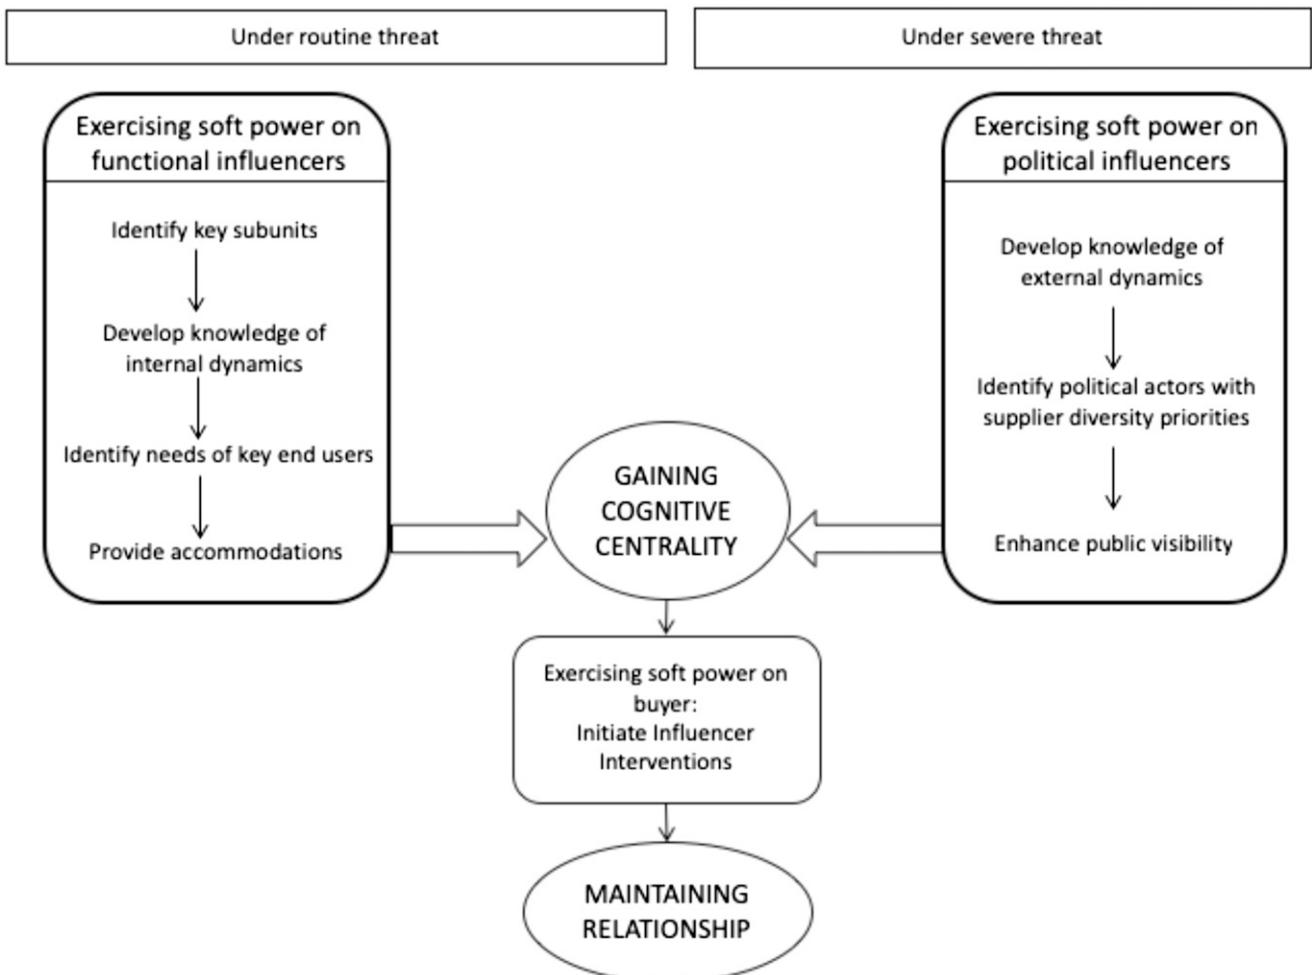 Under routine threat
Under severe threat
Exercising soft power on
functional influencers
Identify key subunits
Develop knowledge of
internal dynamics
Identify needs of key end users
Provide accommodations
Exercising soft power on
political influencers
Develop knowledge of
external dynamics
Identify political actors with
supplier diversity priorities
Enhance public visibility
GAINING
COGNITIVE
CENTRALITY
Exercising soft power on
buyer:
Initiate Influencer
Interventions
MAINTAINING
RELATIONSHIP